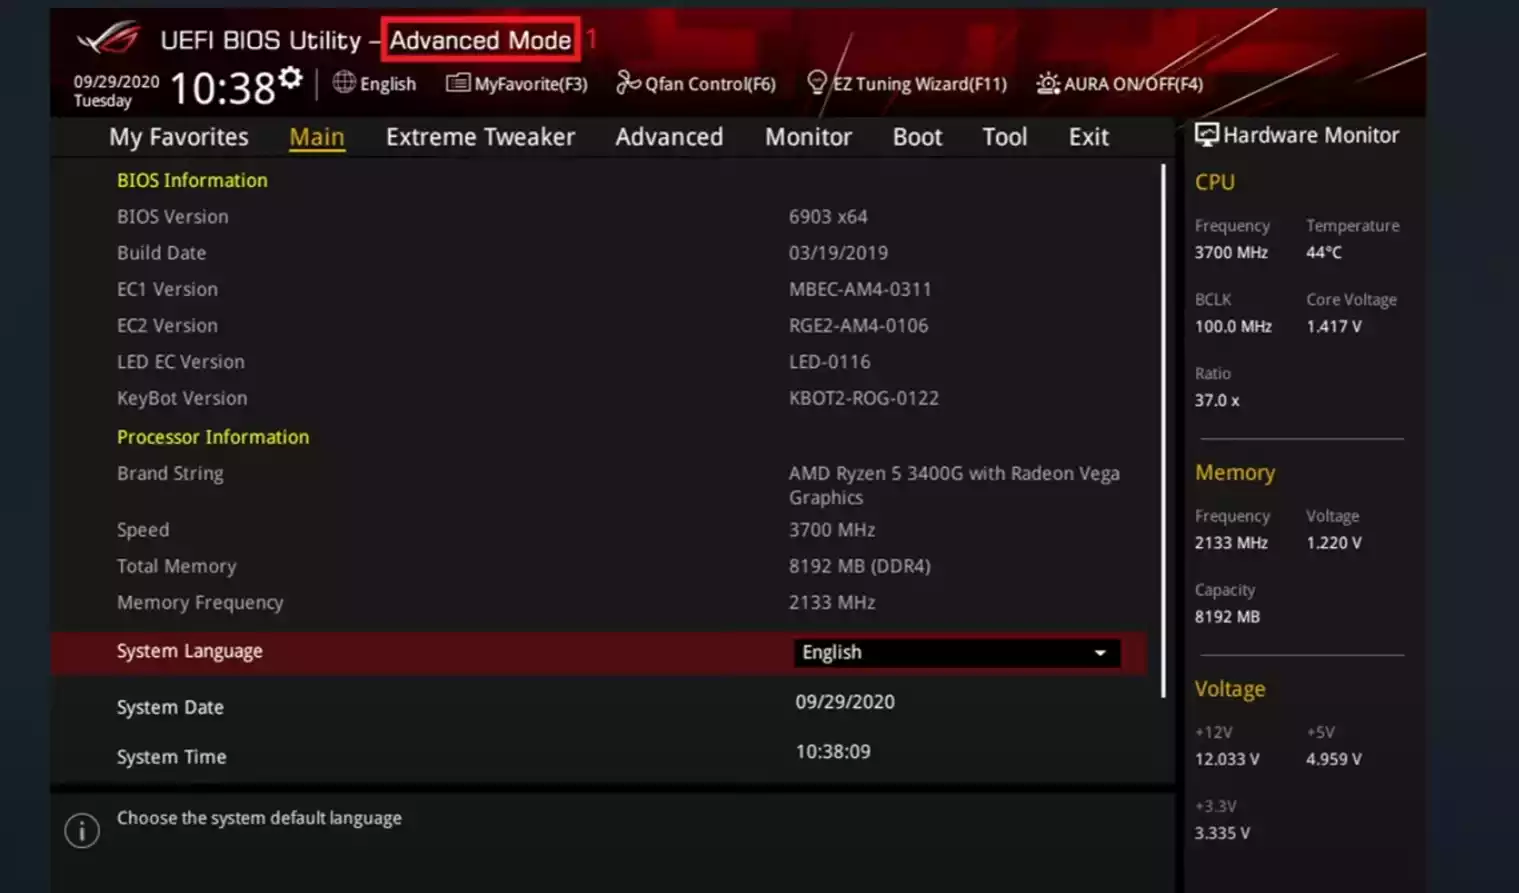 UEFI BIOS Utility – Advanced Mode 1
09/29/2020
Tuesday
10:38
English
MyFavorite(F3)
Qfan Control(F6)
EZ Tuning Wizard(F11)
AURA ON/OFF(F4)
My Favorites
Main
Extreme Tweaker
Advanced
Monitor
Boot
Tool
Exit
BIOS Information
BIOS Version 6903 x64
Build Date 03/19/2019
EC1 Version MBEC-AM4-0311
EC2 Version RGE2-AM4-0106
LED EC Version LED-0116
KeyBot Version KBOT2-ROG-0122
Processor Information
Brand String AMD Ryzen 5 3400G with Radeon Vega
Graphics
Speed 3700 MHz
Total Memory 8192 MB (DDR4)
Memory Frequency 2133 MHz
System Language English
System Date 09/29/2020
System Time 10:38:09
Choose the system default language
Hardware Monitor
CPU
Frequency Temperature
3700 MHz 44°C
BCLK Core Voltage
100.0 MHz 1.417 V
Ratio
37.0 x
Memory
Frequency Voltage
2133 MHz 1.220 V
Capacity
8192 MB
Voltage
+12V +5V
12.033 V 4.959 V
+3.3V
3.335 V